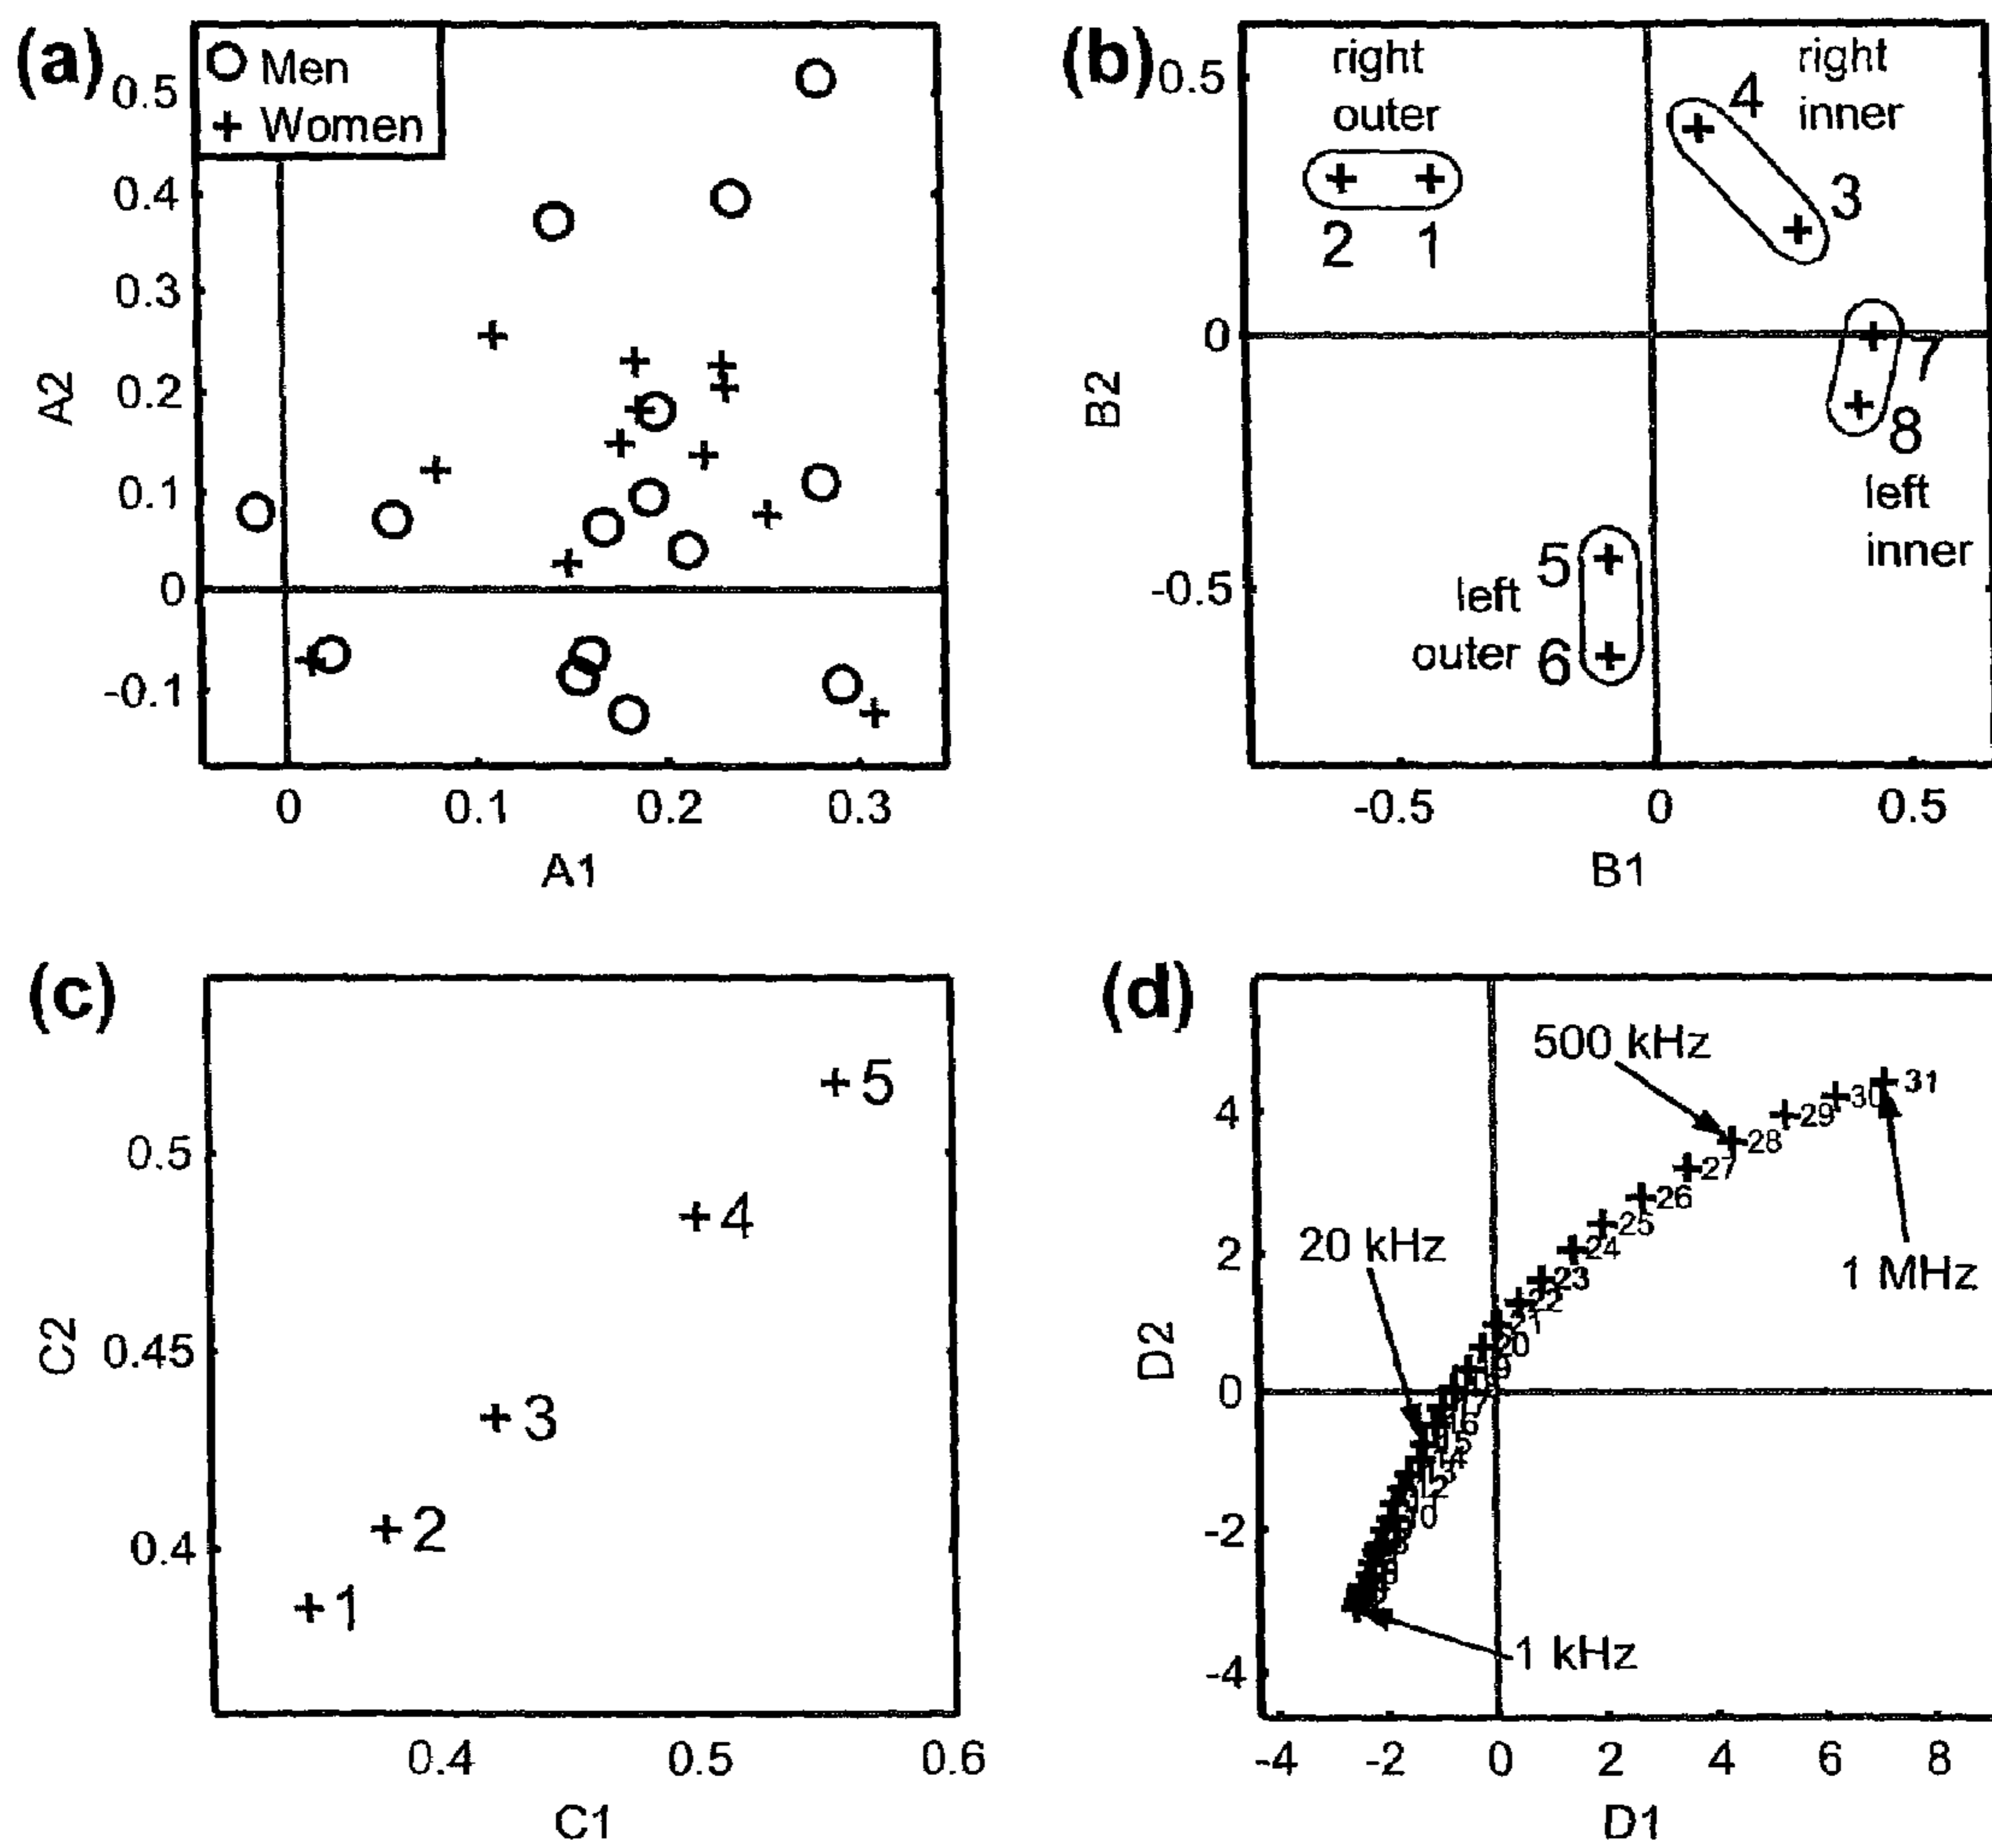 (a)
Men
Women
0.5
0.4
0.3
0.2
0.1
0
-0.1
A2
0
0.1
0.2
0.3
A1
(b)
0.5
0
-0.5
B2
right
outer
2
1
right
inner
4
3
7
8
left
inner
5
left
outer
6
-0.5
0
0.5
B1
(c)
0.5
0.45
0.4
C2
5
4
3
2
1
0.4
0.5
0.6
C1
(d)
4
2
0
-2
-4
D2
500 kHz
31
30
29
28
27
26
25
24
23
22
21
20
20 kHz
1 MHz
1 kHz
-4
-2
0
2
4
6
8
D1